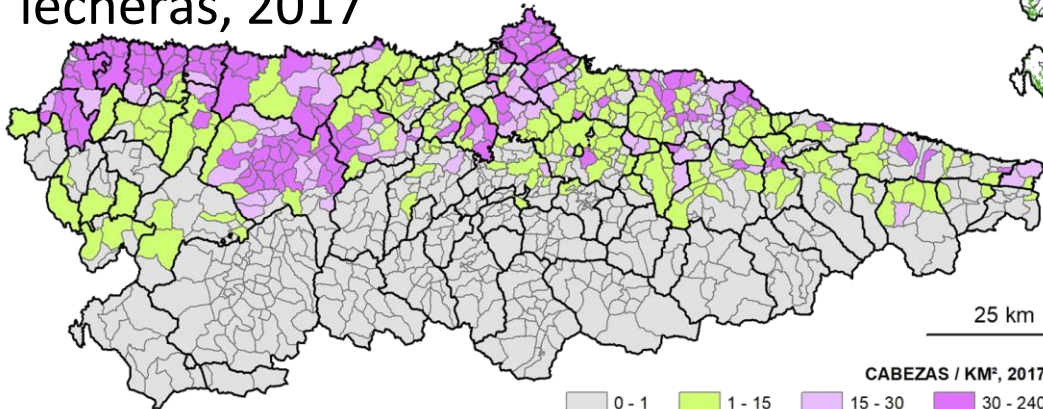 lecheras, 2017
25 km
CABEZAS / KM², 2017
0 - 1
1 - 15
15 - 30
30 - 240